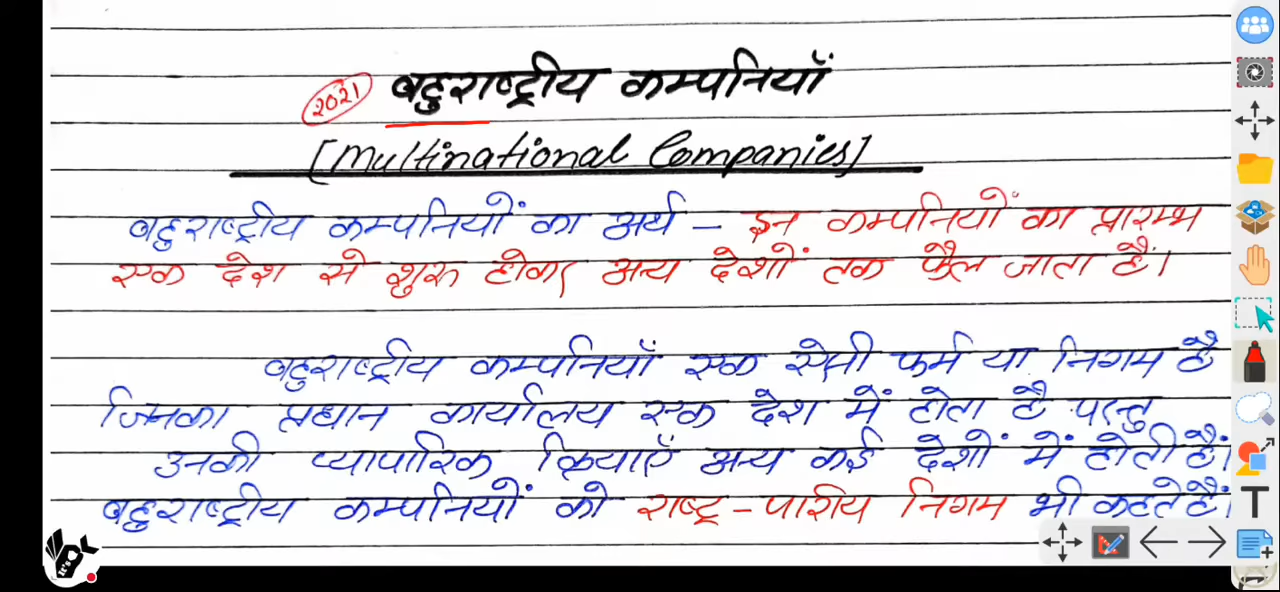 2021 बहुराष्ट्रीय कम्पनियाँ
[Multinational Companies]
बहुराष्ट्रीय कम्पनियों का अर्थ – इन कम्पनियों का प्रारम्भ
एक देश से शुरू होकर अन्य देशों तक फैल जाता है।
बहुराष्ट्रीय कम्पनियाँ एक ऐसी फर्म या निगम है
जिनका प्रधान कार्यालय एक देश में होता है परन्तु
उनकी व्यापारिक क्रियाएँ अन्य कई देशों में होती हैं।
बहुराष्ट्रीय कम्पनियों को राष्ट्र-पारीय निगम भी कहते हैं।
It's OK
T